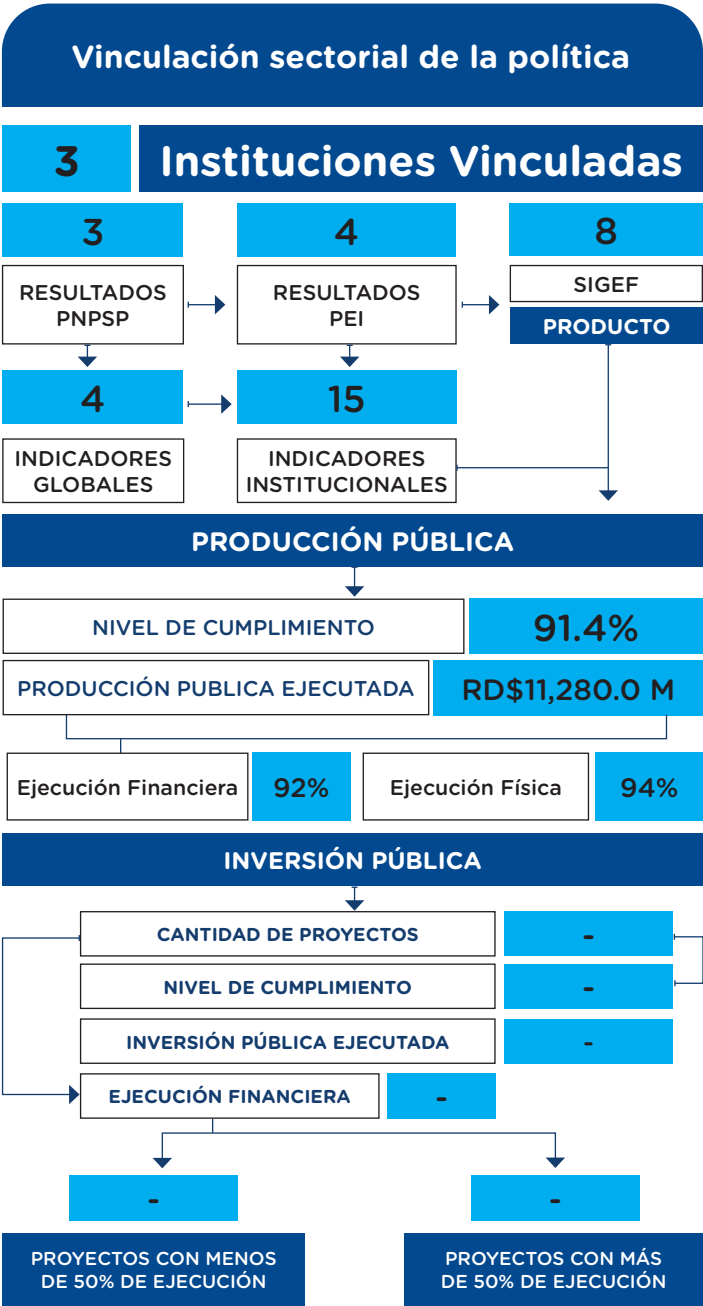 Vinculación sectorial de la política
3
Instituciones Vinculadas
3
4
8
RESULTADOS
PNPSP
RESULTADOS
PEI
SIGEF
PRODUCTO
4
15
INDICADORES
GLOBALES
INDICADORES
INSTITUCIONALES
PRODUCCIÓN PÚBLICA
NIVEL DE CUMPLIMIENTO
91.4%
PRODUCCIÓN PUBLICA EJECUTADA
RD$11,280.0 M
Ejecución Financiera
92%
Ejecución Física
94%
INVERSIÓN PÚBLICA
CANTIDAD DE PROYECTOS
-
NIVEL DE CUMPLIMIENTO
-
INVERSIÓN PÚBLICA EJECUTADA
-
EJECUCIÓN FINANCIERA
-
-
-
PROYECTOS CON MENOS
DE 50% DE EJECUCIÓN
PROYECTOS CON MÁS
DE 50% DE EJECUCIÓN